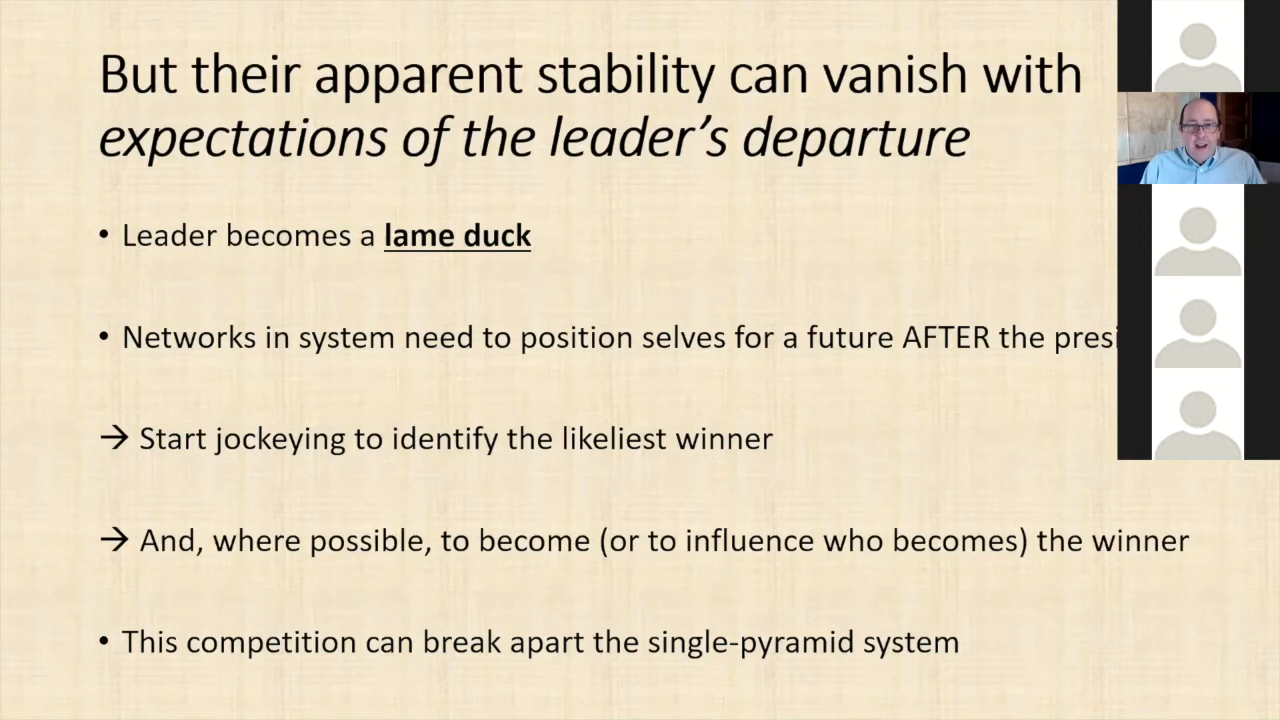 But their apparent stability can vanish with
expectations of the leader's departure
• Leader becomes a lame duck
• Networks in system need to position selves for a future AFTER the
→ Start jockeying to identify the likeliest winner
→ And, where possible, to become (or to influence who becomes) the winner
• This competition can break apart the single-pyramid system